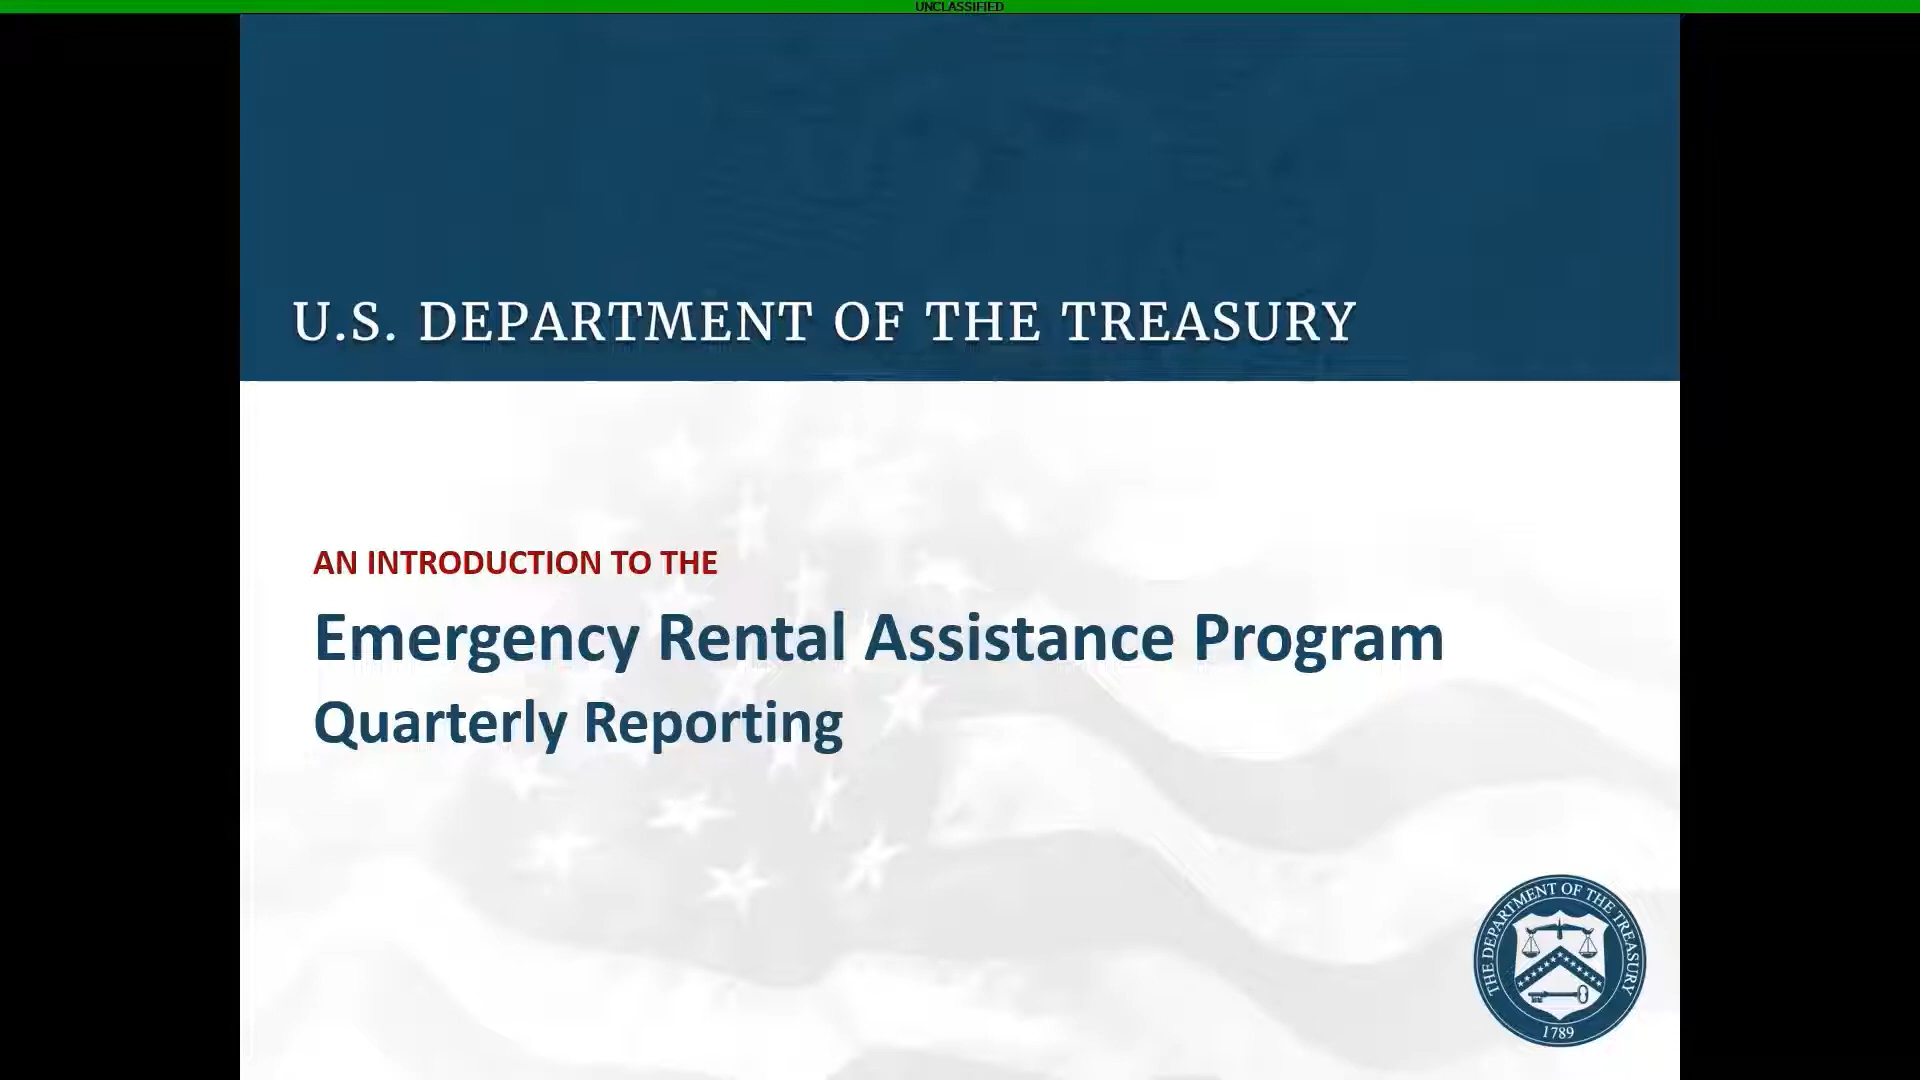 UNCLASSIFIED
U.S. DEPARTMENT OF THE TREASURY
AN INTRODUCTION TO THE
Emergency Rental Assistance Program
Quarterly Reporting
THE DEPARTMENT OF THE TREASURY
1789